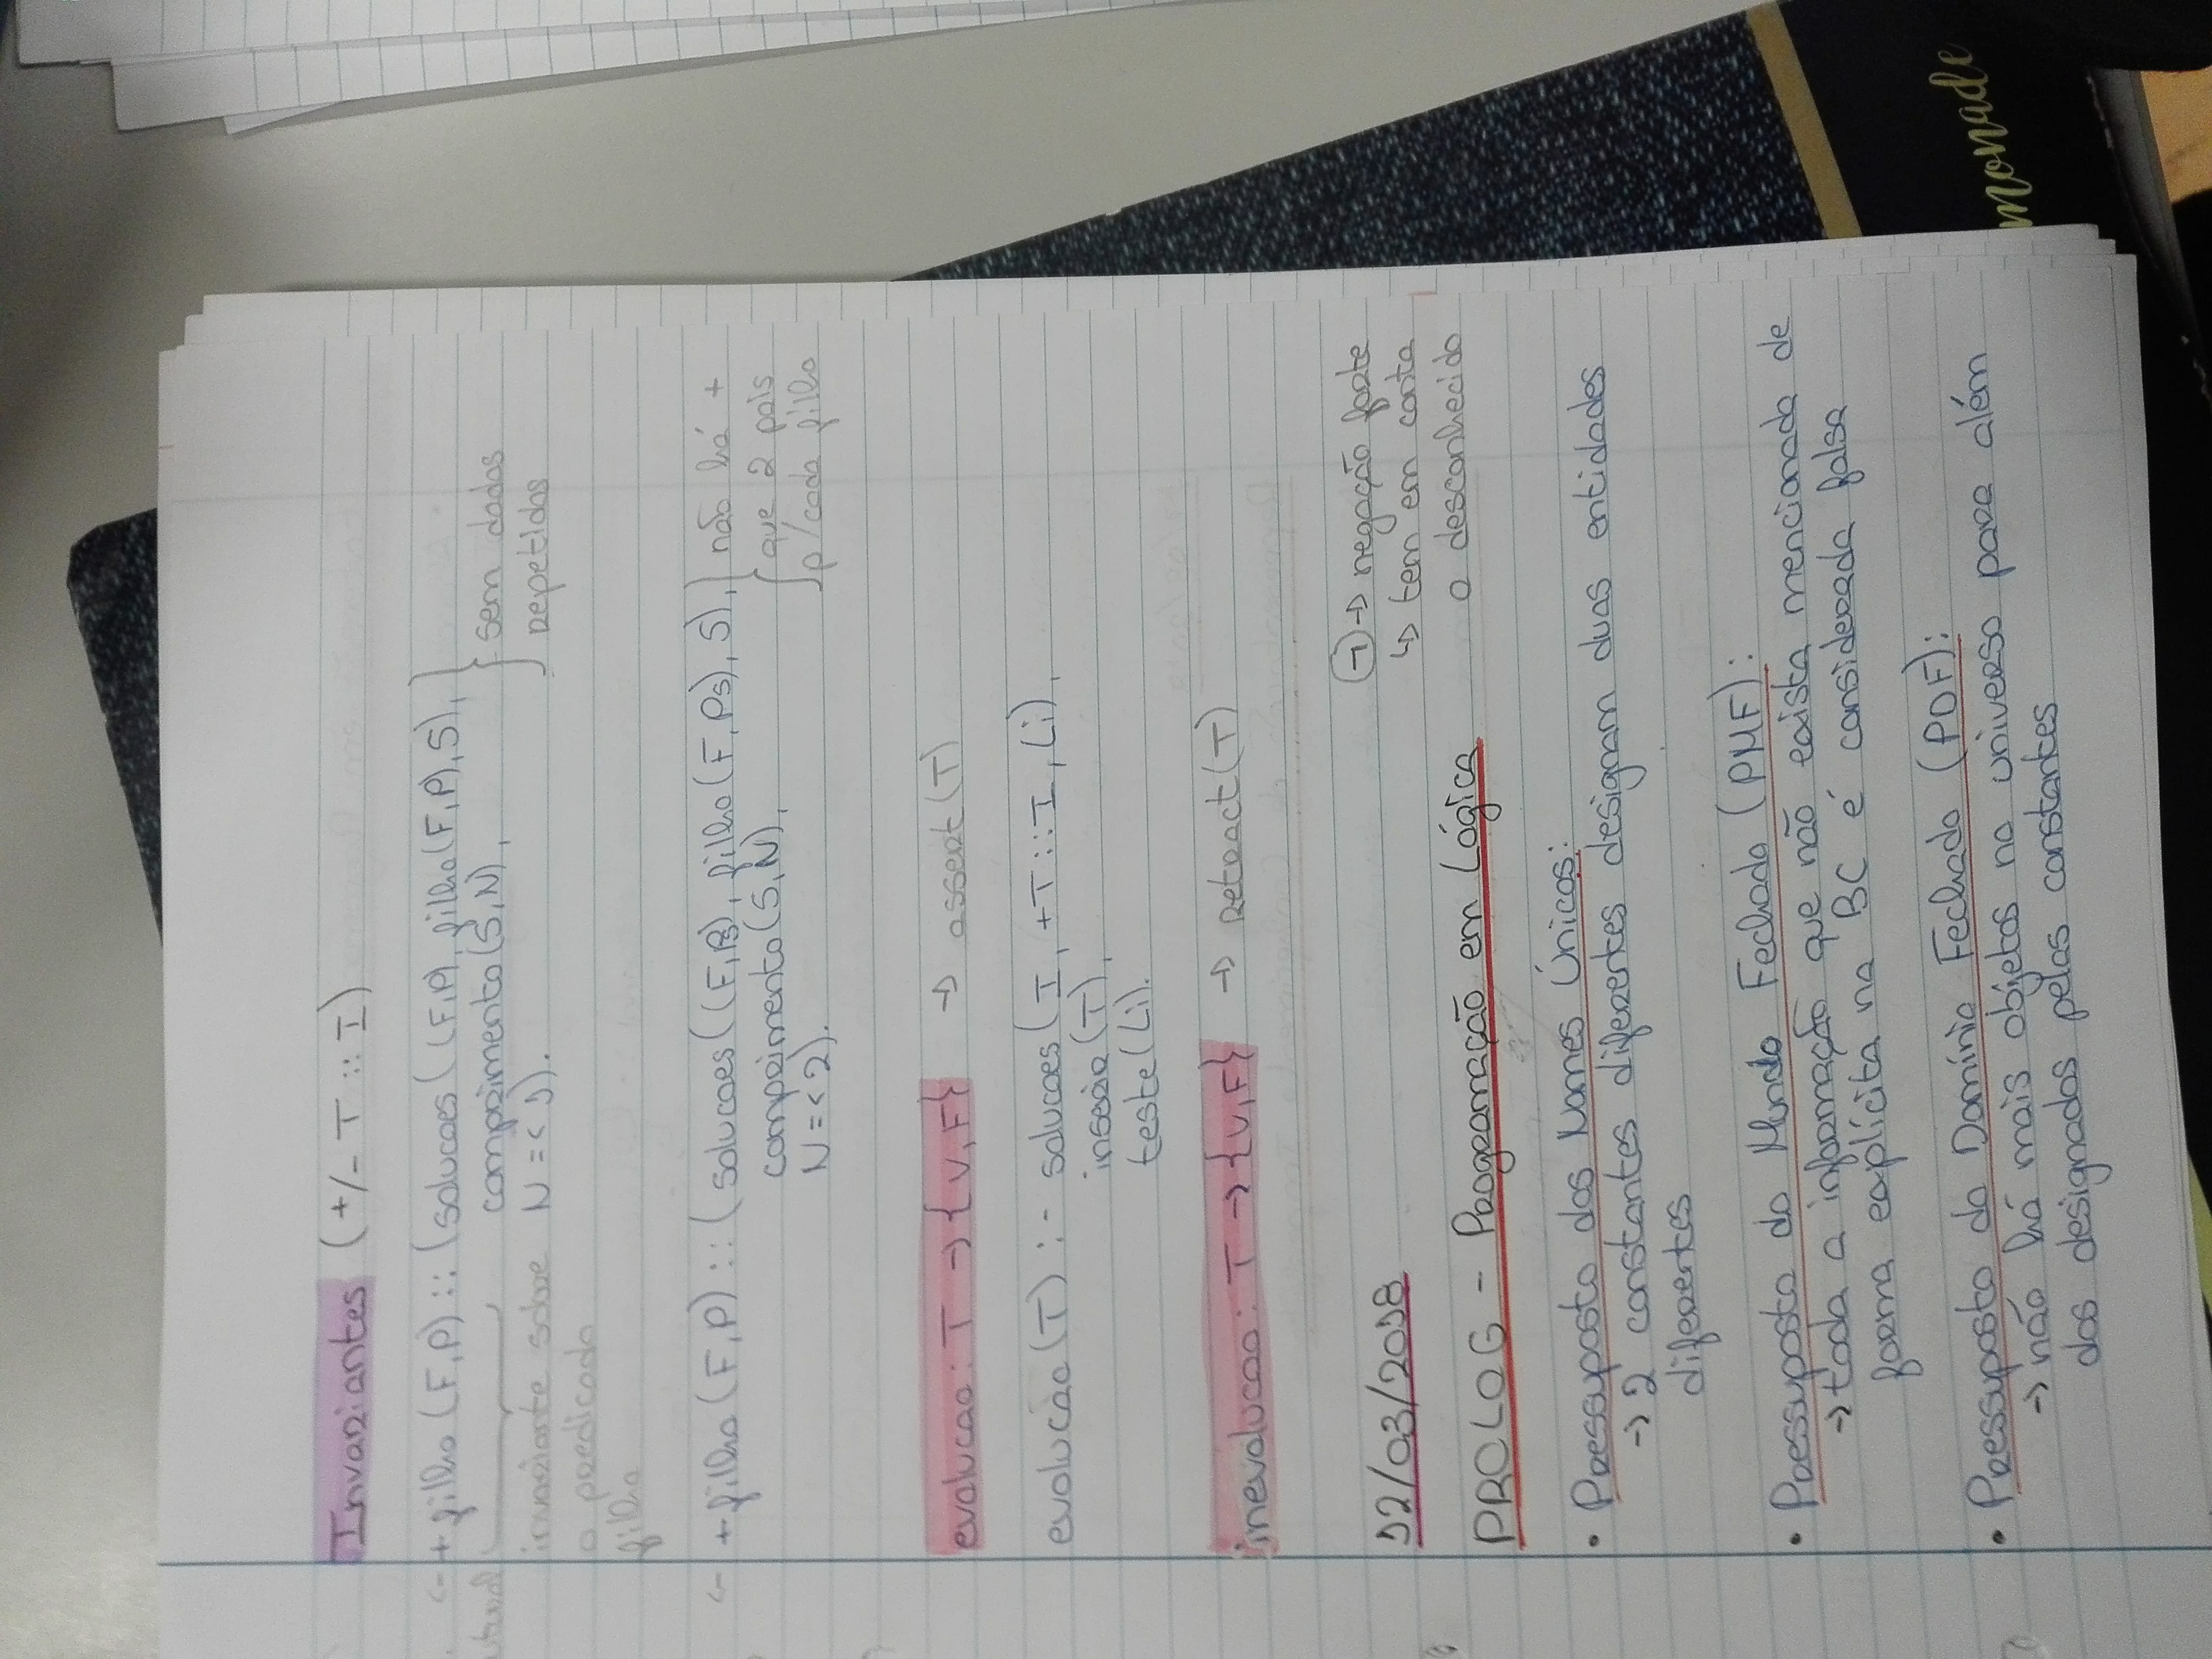 Invariantes (+/- T :: I)
<- +filho(F,P) :: (solucoes((F,P), filho(F,P),S),
comprimento(S,N),
N =< 1).
sem dados
repetidos
invariante sobre
o predicado
filho
<- +filho(F,P) :: (solucoes((F,Ps), filho(F,Ps),S),
comprimento(S,N),
N =< 2).
não há +
que 2 pais
p/cada filho
evolucao: T -> {V,F} -> assert(T)
evolucao(T) :- solucoes(I, +T:::I, Li),
insercao(T),
teste(Li).
inevolucao: T -> {V,F} -> retract(T)
12/03/2018
¬ -> negação forte
↳ tem em conta
o desconhecido
PROLOG - Programação em Lógica
• Pressuposto dos Nomes Únicos:
-> 2 constantes diferentes designam duas entidades
diferentes
• Pressuposto do Mundo Fechado (PMF):
-> toda a informação que não exista mencionada de
forma explícita na BC é considerada falsa
• Pressuposto do Domínio Fechado (PDF):
-> não há mais objetos no universo para além
dos designados pelas constantes
monade